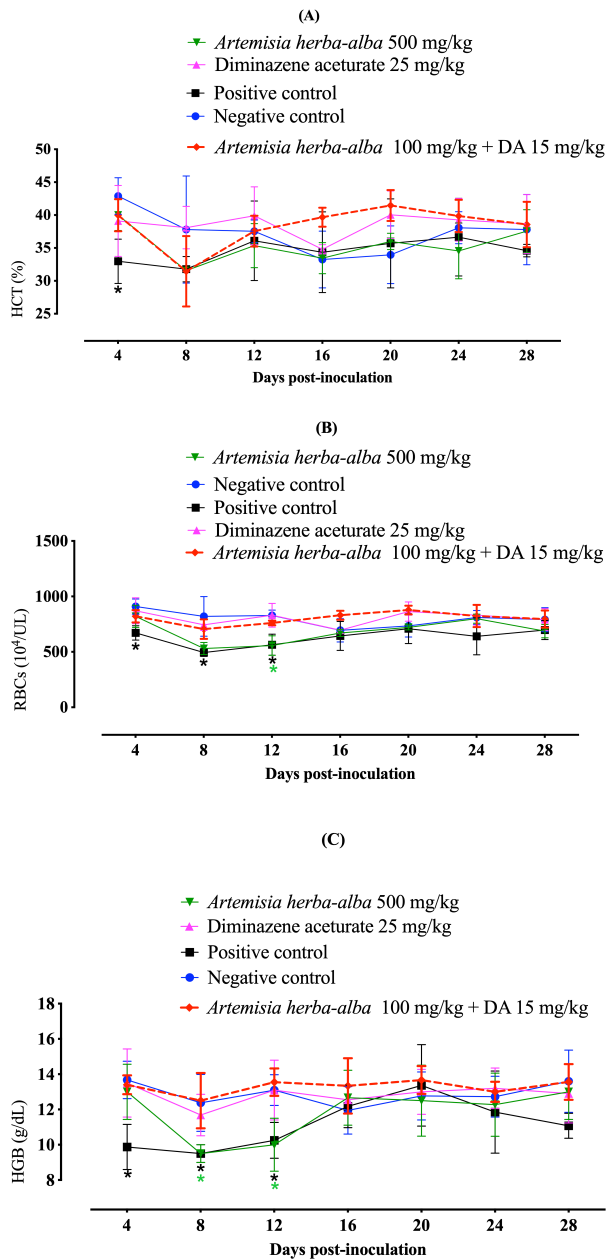 (A)
Artemisia herba-alba 500 mg/kg
Diminazene aceturate 25 mg/kg
Positive control
Negative control
Artemisia herba-alba 100 mg/kg + DA 15 mg/kg
HCT (%)
50
45
40
35
30
25
*
4 8 12 16 20 24 28
Days post-inoculation
(B)
Artemisia herba-alba 500 mg/kg
Negative control
Positive control
Diminazene aceturate 25 mg/kg
Artemisia herba-alba 100 mg/kg + DA 15 mg/kg
RBCs (10⁴/UL)
1500
1000
500
0
* * *
*
4 8 12 16 20 24 28
Days post-inoculation
(C)
Artemisia herba-alba 500 mg/kg
Diminazene aceturate 25 mg/kg
Positive control
Negative control
Artemisia herba-alba 100 mg/kg + DA 15 mg/kg
HGB (g/dL)
18
16
14
12
10
8
* * *
* *
4 8 12 16 20 24 28
Days post-inoculation